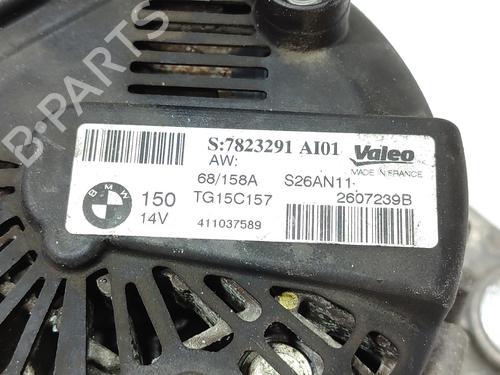 S:7823291 AI01
AW:
Valeo
MADE IN FRANCE
68/158A S26AN11-
BMW
150 TG15C157 2607239B
14V 411037589
B-PARTS